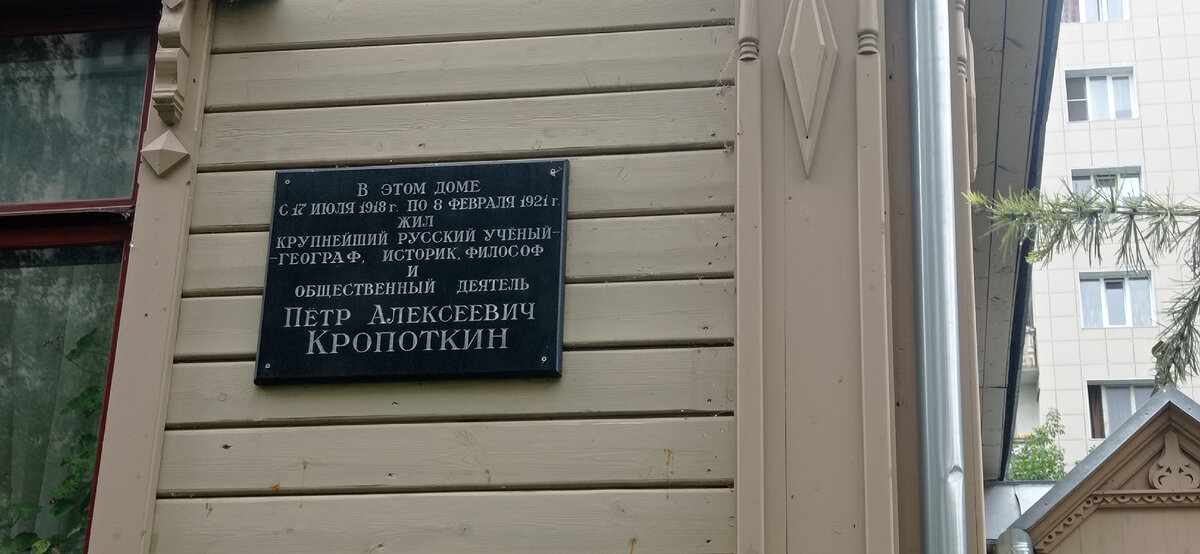 В ЭТОМ ДОМЕ
С 17 ИЮЛЯ 1918 г. ПО 8 ФЕВРАЛЯ 1921 г.
ЖИЛ
КРУПНЕЙШИЙ РУССКИЙ УЧЁНЫЙ-
-ГЕОГРАФ, ИСТОРИК, ФИЛОСОФ
И
ОБЩЕСТВЕННЫЙ ДЕЯТЕЛЬ
ПЁТР АЛЕКСЕЕВИЧ
КРОПОТКИН